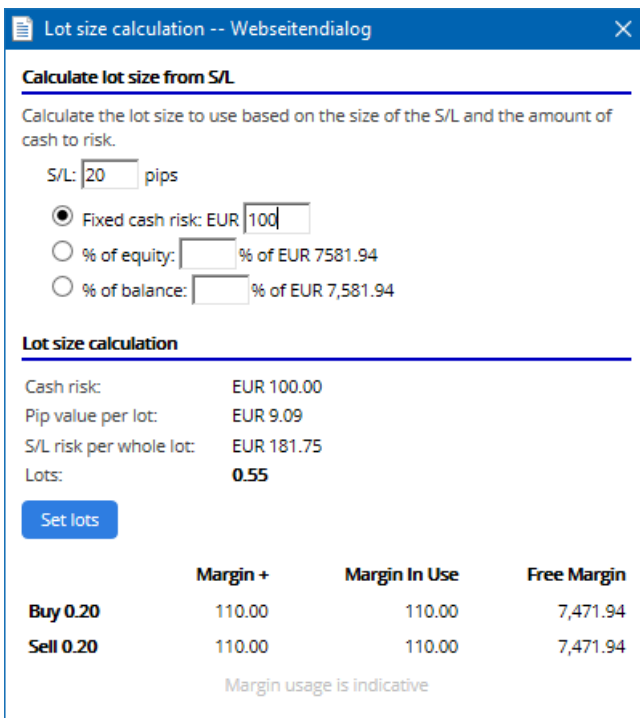 Lot size calculation -- Webseitendialog
Calculate lot size from S/L
Calculate the lot size to use based on the size of the S/L and the amount of
cash to risk.
S/L: 20 pips
Fixed cash risk: EUR 100
% of equity: % of EUR 7581.94
% of balance: % of EUR 7,581.94
Lot size calculation
Cash risk: EUR 100.00
Pip value per lot: EUR 9.09
S/L risk per whole lot: EUR 181.75
Lots: 0.55
Set lots
Margin + Margin In Use Free Margin
Buy 0.20 110.00 110.00 7,471.94
Sell 0.20 110.00 110.00 7,471.94
Margin usage is indicative